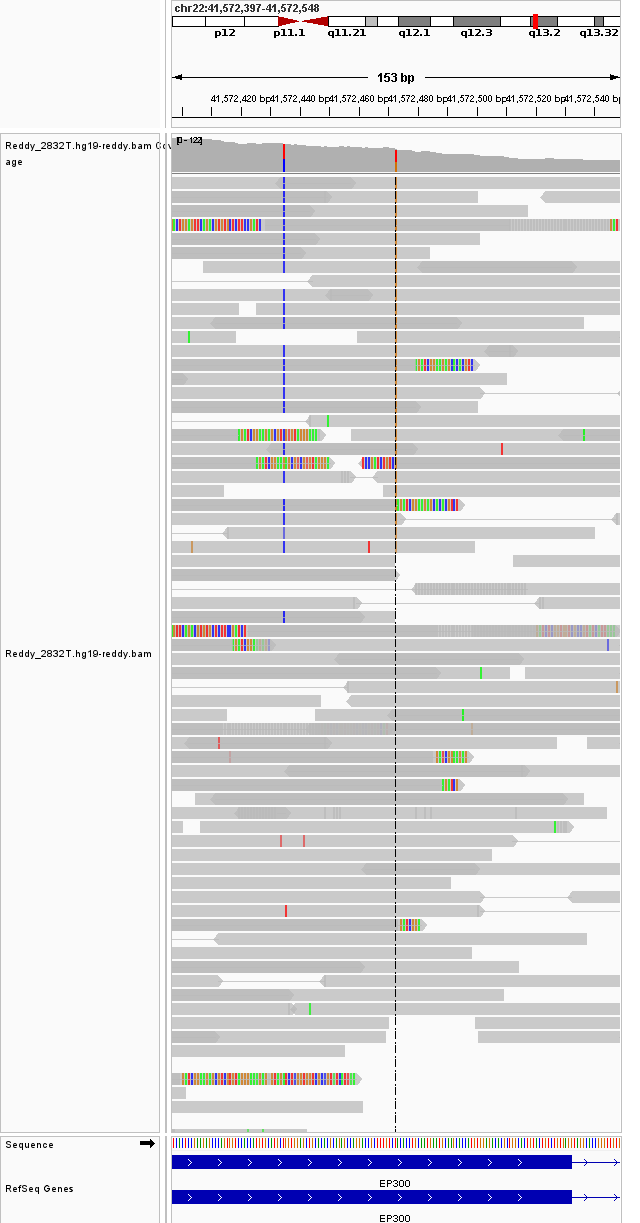 chr22:41,572,397-41,572,548
p12 p11.1 q11.21 q12.1 q12.3 q13.2 q13.32
153 bp
41,572,420 bp 41,572,440 bp 41,572,460 bp 41,572,480 bp 41,572,500 bp 41,572,520 bp 41,572,540 bp
Reddy_2832T.hg19-reddy.bam Cov
age
[0 - 122]
Reddy_2832T.hg19-reddy.bam
Sequence
EP300
RefSeq Genes
EP300